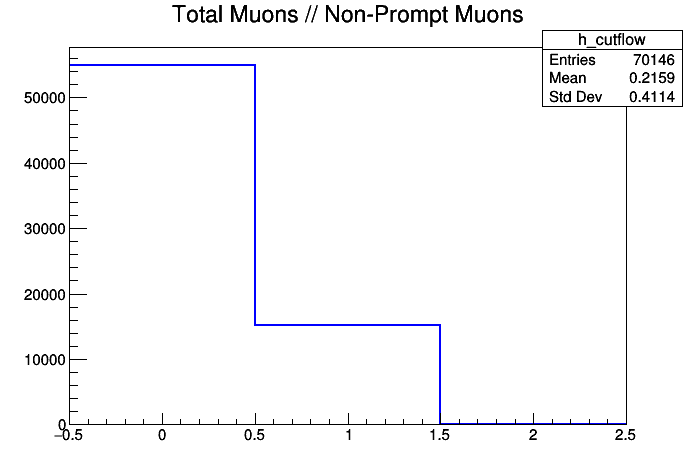 Total Muons // Non-Prompt Muons
h_cutflow
Entries 70146
Mean 0.2159
Std Dev 0.4114
50000
40000
30000
20000
10000
0
−0.5 0 0.5 1 1.5 2 2.5